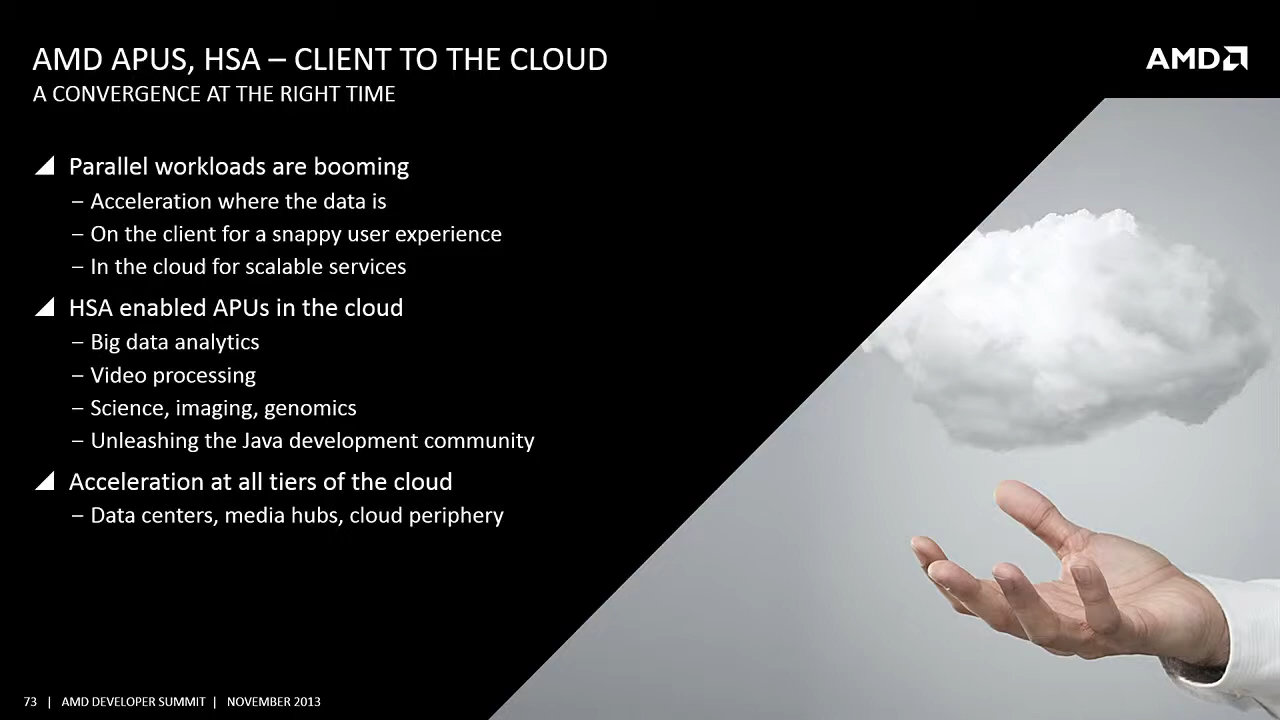 AMD APUS, HSA – CLIENT TO THE CLOUD
A CONVERGENCE AT THE RIGHT TIME
AMD
Parallel workloads are booming
– Acceleration where the data is
– On the client for a snappy user experience
– In the cloud for scalable services
HSA enabled APUs in the cloud
– Big data analytics
– Video processing
– Science, imaging, genomics
– Unleashing the Java development community
Acceleration at all tiers of the cloud
– Data centers, media hubs, cloud periphery
73 | AMD DEVELOPER SUMMIT | NOVEMBER 2013